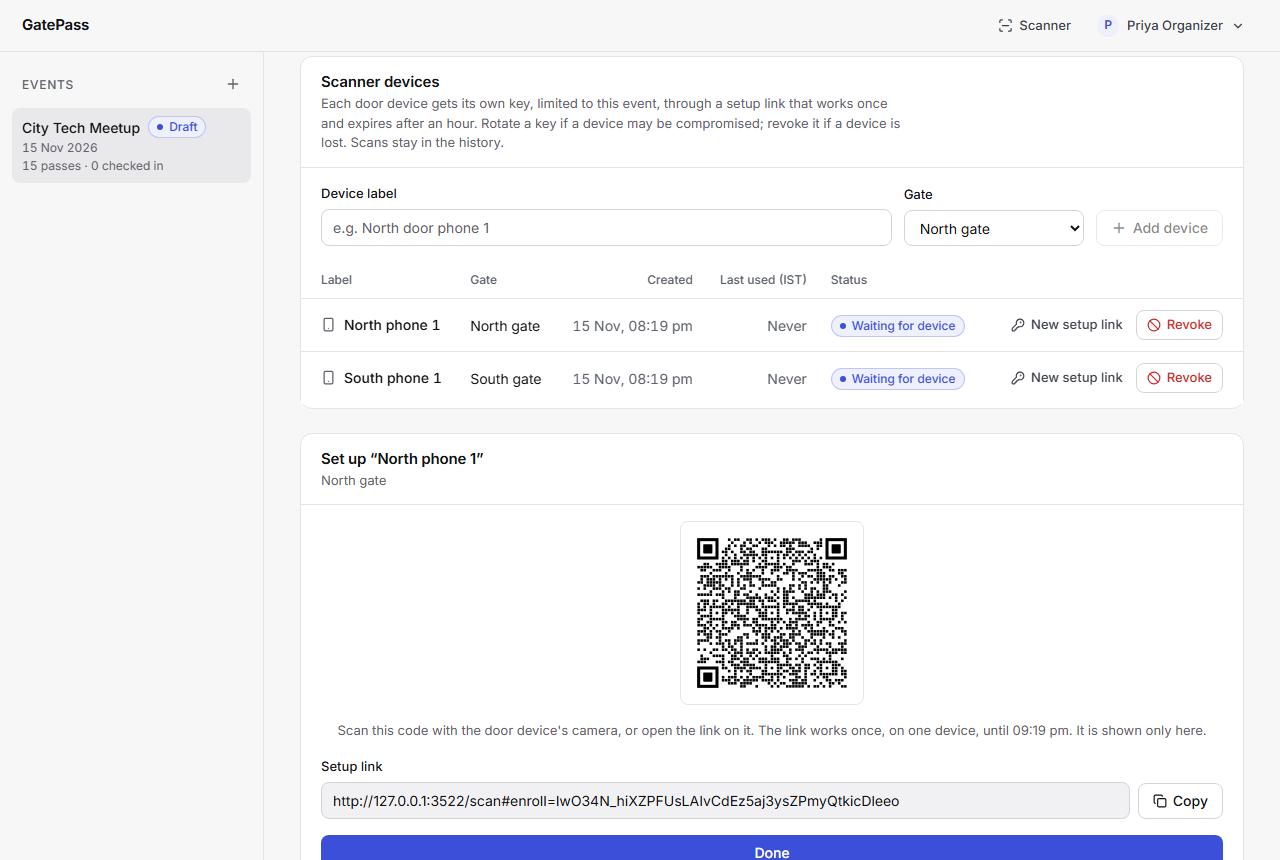 GatePass
Scanner
P
Priya Organizer
EVENTS
City Tech Meetup
Draft
15 Nov 2026
15 passes · 0 checked in
Scanner devices
Each door device gets its own key, limited to this event, through a setup link that works once
and expires after an hour. Rotate a key if a device may be compromised; revoke it if a device is
lost. Scans stay in the history.
Device label
Gate
e.g. North door phone 1
North gate
Add device
Label Gate Created Last used (IST) Status
North phone 1 North gate 15 Nov, 08:19 pm Never Waiting for device New setup link Revoke
South phone 1 South gate 15 Nov, 08:19 pm Never Waiting for device New setup link Revoke
Set up “North phone 1”
North gate
Scan this code with the door device's camera, or open the link on it. The link works once, on one device, until 09:19 pm. It is shown only here.
Setup link
http://127.0.0.1:3522/scan#enroll=IwO34N_hiXZPFUsLAIvCdEz5aj3ysZPmyQtkicDleeo
Copy
Done